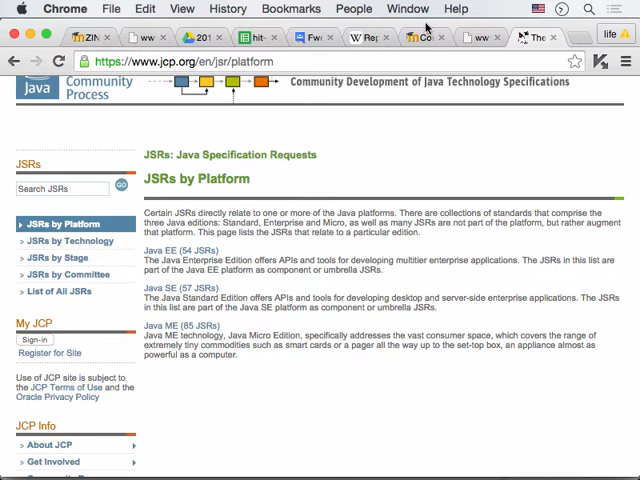 Chrome File Edit View History Bookmarks People Window Help
ZIN ww 201 hit- Fwd Rep Co ww The life
https://www.jcp.org/en/jsr/platform
Java
Community
Process
Community Development of Java Technology Specifications
JSRs
Search JSRs GO
JSRs by Platform
JSRs by Technology
JSRs by Stage
JSRs by Committee
List of All JSRs
My JCP
Sign-in
Register for Site
Use of JCP site is subject to
the JCP Terms of Use and the
Oracle Privacy Policy
JCP Info
About JCP
Get Involved
JSRs: Java Specification Requests
JSRs by Platform
Certain JSRs directly relate to one or more of the Java platforms. There are collections of standards that comprise the
three Java editions: Standard, Enterprise and Micro, as well as many JSRs are not part of the platform, but rather augment
that platform. This page lists the JSRs that relate to a particular edition.
Java EE (54 JSRs)
The Java Enterprise Edition offers APIs and tools for developing multitier enterprise applications. The JSRs in this list are
part of the Java EE platform as component or umbrella JSRs.
Java SE (57 JSRs)
The Java Standard Edition offers APIs and tools for developing desktop and server-side enterprise applications. The JSRs
in this list are part of the Java SE platform as component or umbrella JSRs.
Java ME (85 JSRs)
Java ME technology, Java Micro Edition, specifically addresses the vast consumer space, which covers the range of
extremely tiny commodities such as smart cards or a pager all the way up to the set-top box, an appliance almost as
powerful as a computer.